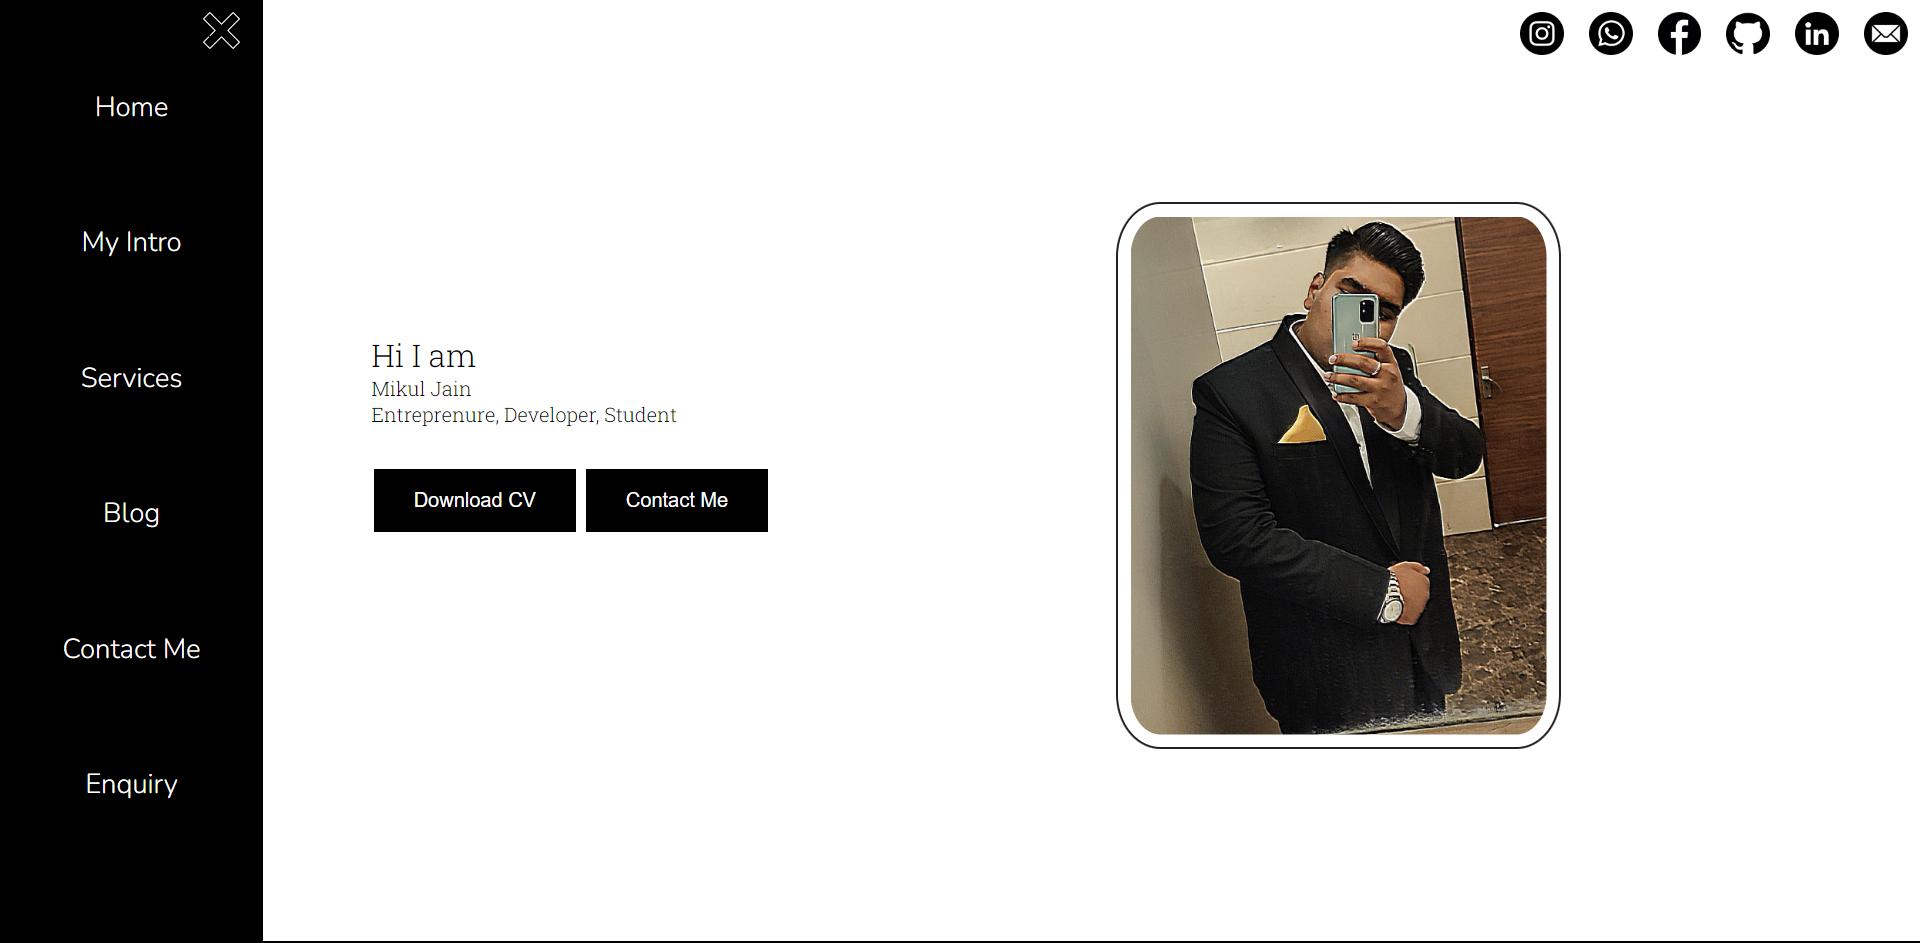 Home
My Intro
Services
Blog
Contact Me
Enquiry
Hi I am
Mikul Jain
Entreprenure, Developer, Student
Download CV
Contact Me